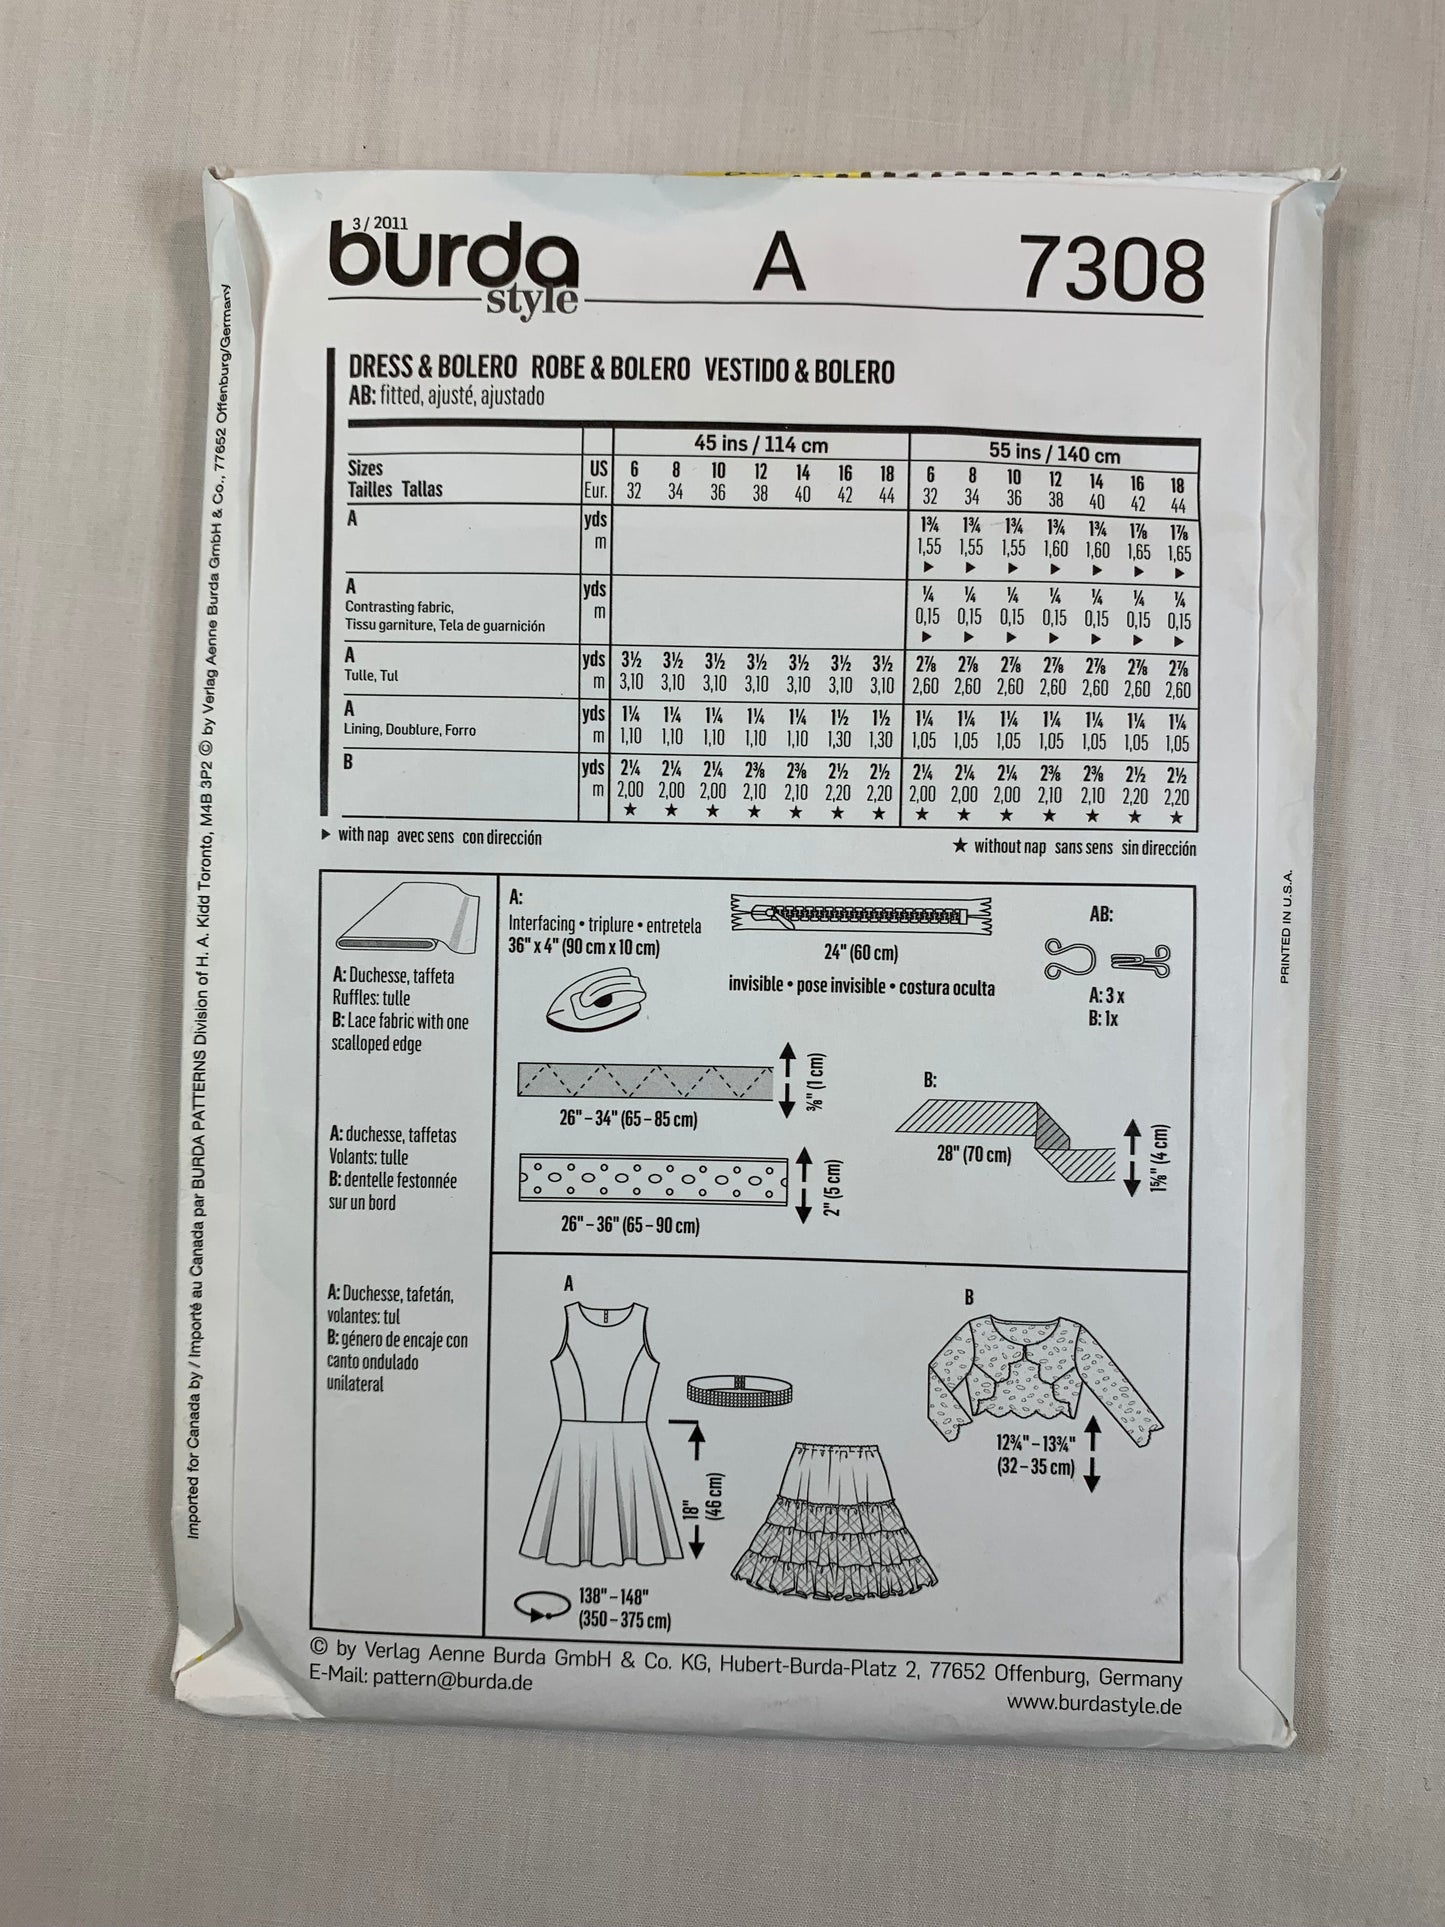 3 / 2011
burda
style
A
7308
DRESS & BOLERO ROBE & BOLERO VESTIDO & BOLERO
AB: fitted, ajusté, ajustado
45 ins / 114 cm 55 ins / 140 cm
Sizes US 6 8 10 12 14 16 18 6 8 10 12 14 16 18
Tailles Tallas Eur. 32 34 36 38 40 42 44 32 34 36 38 40 42 44
A yds 1¾ 1¾ 1¾ 1¾ 1¾ 1⅞ 1⅞
m 1,55 1,55 1,55 1,60 1,60 1,65 1,65
▶ ▶ ▶ ▶ ▶ ▶ ▶
A yds ¼ ¼ ¼ ¼ ¼ ¼ ¼
Contrasting fabric, m 0,15 0,15 0,15 0,15 0,15 0,15 0,15
Tissu garniture, Tela de guarnición ▶ ▶ ▶ ▶ ▶ ▶ ▶
A yds 3½ 3½ 3½ 3½ 3½ 3½ 3½ 2⅞ 2⅞ 2⅞ 2⅞ 2⅞ 2⅞ 2⅞
Tulle, Tul m 3,10 3,10 3,10 3,10 3,10 3,10 3,10 2,60 2,60 2,60 2,60 2,60 2,60 2,60
A yds 1¼ 1¼ 1¼ 1¼ 1¼ 1½ 1½ 1¼ 1¼ 1¼ 1¼ 1¼ 1¼ 1¼
Lining, Doublure, Forro m 1,10 1,10 1,10 1,10 1,10 1,30 1,30 1,05 1,05 1,05 1,05 1,05 1,05 1,05
B yds 2¼ 2¼ 2¼ 2⅜ 2⅜ 2½ 2½ 2¼ 2¼ 2¼ 2⅜ 2⅜ 2½ 2½
m 2,00 2,00 2,00 2,10 2,10 2,20 2,20 2,00 2,00 2,00 2,10 2,10 2,20 2,20
★ ★ ★ ★ ★ ★ ★ ★ ★ ★ ★ ★ ★ ★
▶ with nap avec sens con dirección
★ without nap sans sens sin dirección
A: Duchesse, taffeta
Ruffles: tulle
B: Lace fabric with one
scalloped edge
A: duchesse, taffetas
Volants: tulle
B: dentelle festonnée
sur un bord
A: Duchesse, tafetán,
volantes: tul
B: género de encaje con
canto ondulado
unilateral
A:
Interfacing • triplure • entretela
36" x 4" (90 cm x 10 cm)
24" (60 cm)
invisible • pose invisible • costura oculta
AB:
A: 3 x
B: 1x
26" – 34" (65 – 85 cm)
⅜" (1 cm)
26" – 36" (65 – 90 cm)
2" (5 cm)
B:
28" (70 cm)
1⅝" (4 cm)
A
18"
(46 cm)
138" – 148"
(350 – 375 cm)
B
12¾" – 13¾"
(32 – 35 cm)
© by Verlag Aenne Burda GmbH & Co. KG, Hubert-Burda-Platz 2, 77652 Offenburg, Germany
E-Mail: pattern@burda.de
www.burdastyle.de
Imported for Canada by / Importé au Canada par BURDA PATTERNS Division of H. A. Kidd Toronto, M4B 3P2 © by Verlag Aenne Burda GmbH & Co., 77652 Offenburg/Germany
PRINTED IN U.S.A.